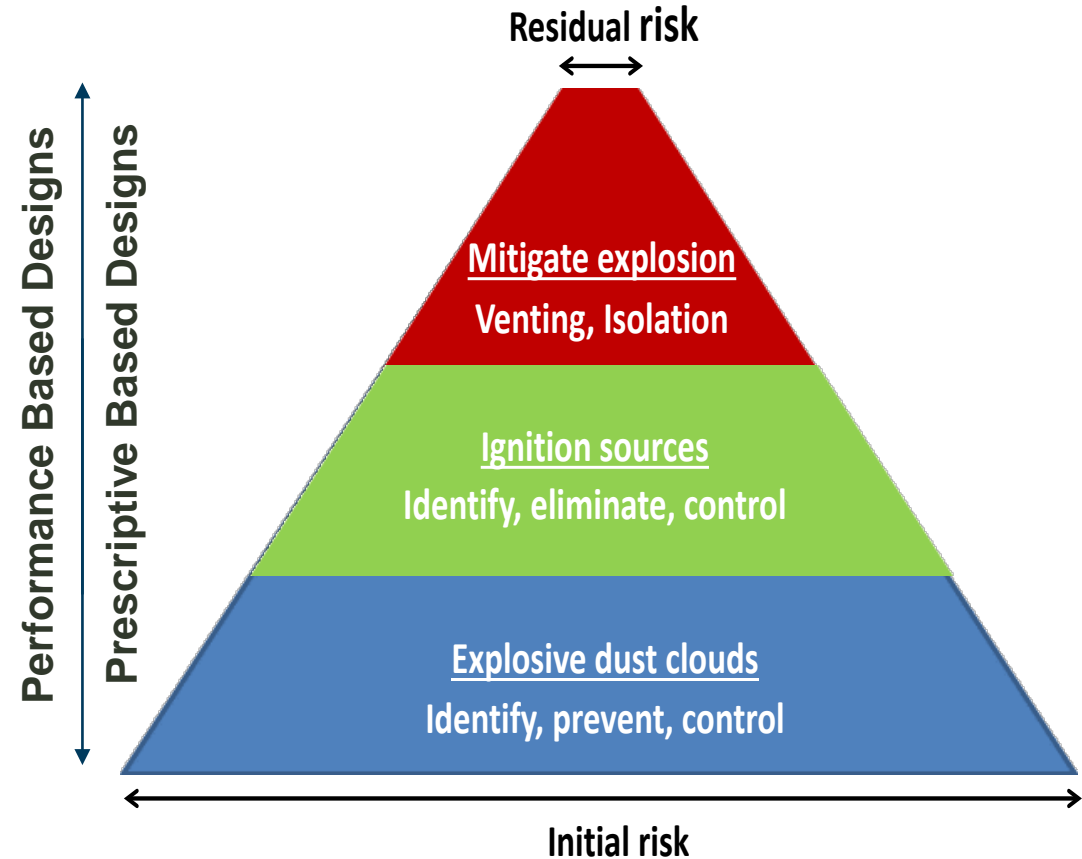 Residual risk
Performance Based Designs
Prescriptive Based Designs
Mitigate explosion
Venting, Isolation
Ignition sources
Identify, eliminate, control
Explosive dust clouds
Identify, prevent, control
Initial risk